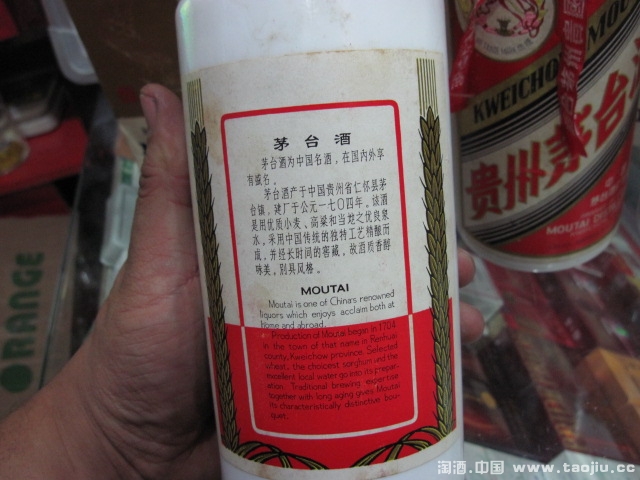 茅台酒
茅台酒为中国名酒，在国内外享
有盛名。
茅台酒产于中国贵州省仁怀县茅
台镇，建厂于公元一七〇四年。该酒
是用优质小麦、高粱和当地之优良泉
水，采用中国传统的独特工艺精酿而
成，并经长时间的窖藏，故酒质香醇
味美，别具风格。
MOUTAI
Moutai is one of China's renowned
liquors which enjoys acclaim both at
home and abroad.
Production of Moutai began in 1704
in the town of that name in Renhuai
county, Kweichow province. Selected
wheat, the choicest sorghum and the
excellent local water go into its prepar-
ation. Traditional brewing expertise
together with long aging gives Moutai
its characteristically distinctive bou-
quet.
KWEICHOW MOU
贵州茅台酒
MOUTAI
ORANGE
淘酒.中国 www.taojiu.cc